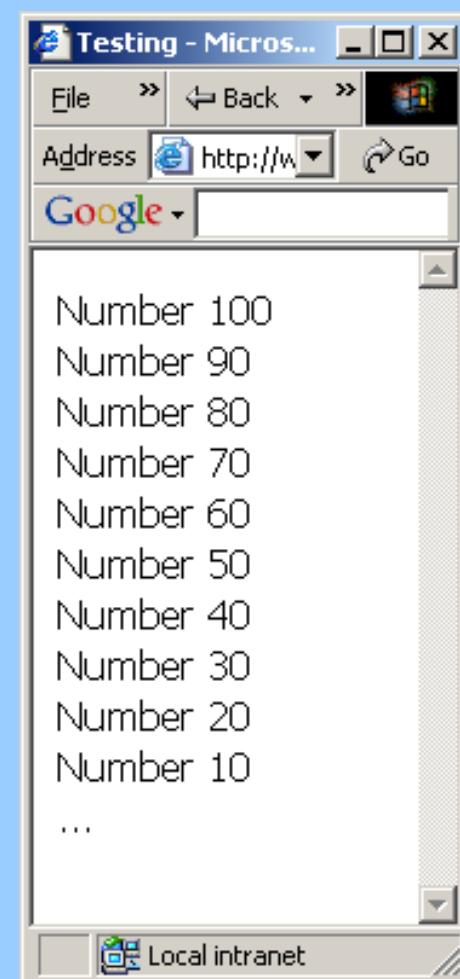 Testing - Micros...
File » Back »
Address http://w Go
Google
Number 100
Number 90
Number 80
Number 70
Number 60
Number 50
Number 40
Number 30
Number 20
Number 10
...
Local intranet